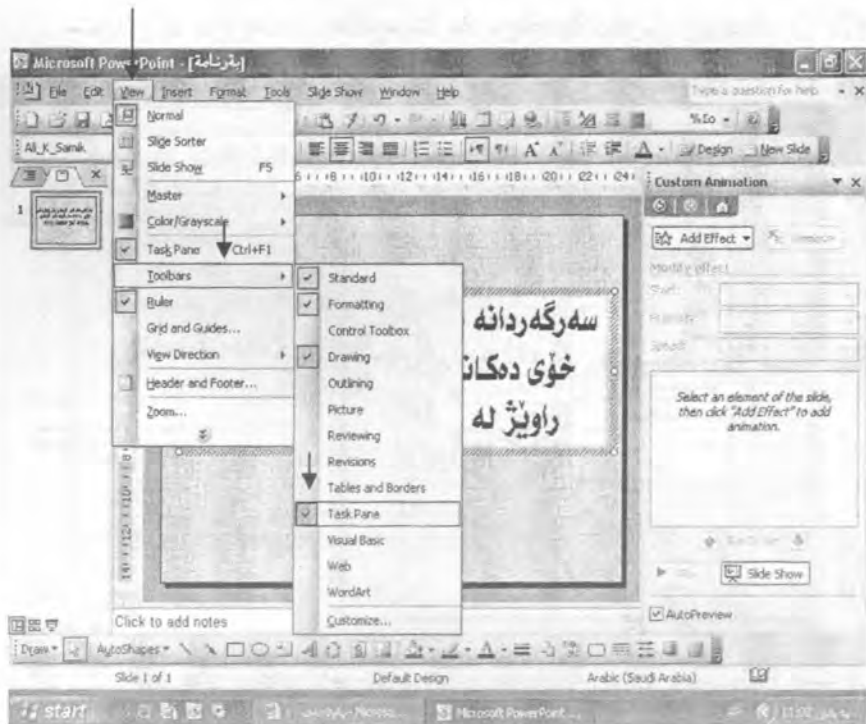 Microsoft PowerPoint - [بةرنامة]
File Edit View Insert Format Tools Slide Show Window Help
Type a question for help
Normal
%E0
Slide Sorter
Ali_K_Samik
Design New Slide
Slide Show F5
Custom Animation
Master
1
Color/Grayscale
Add Effect
Task Pane Ctrl+F1
Modify effect
Toolbars
Standard
Ruler
Formatting
سەرگەردانە
Grid and Guides...
Control Toolbox
View Direction
Drawing
خۆی دەکان
Header and Footer...
Outlining
Select an element of the slide,
then click "Add Effect" to add
animation.
Zoom...
Picture
راوێژ لە
Reviewing
Revisions
Tables and Borders
Task Pane
Visual Basic
Web
Slide Show
WordArt
Click to add notes
Customize...
AutoPreview
Draw AutoShapes
Slide 1 of 1 Default Design Arabic (Saudi Arabia)
start Microsoft PowerPoint ...